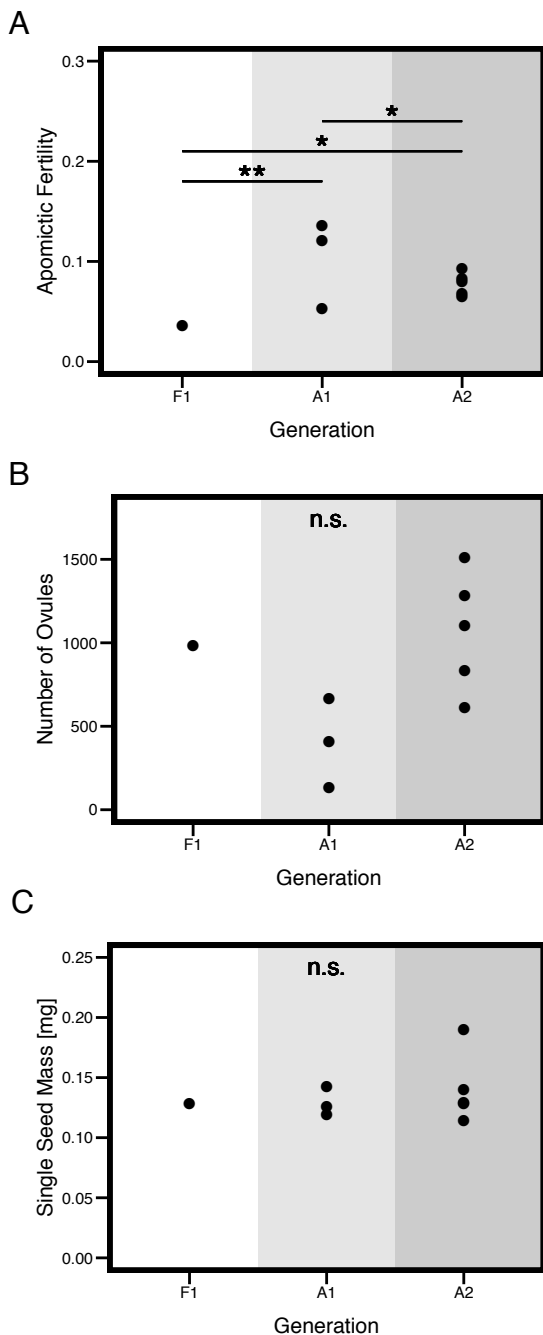 A
Apomictic Fertility
0.3
0.2
0.1
0.0
*
*
**
F1 A1 A2
Generation
B
Number of Ovules
n.s.
1500
1000
500
0
F1 A1 A2
Generation
C
Single Seed Mass [mg]
n.s.
0.25
0.20
0.15
0.10
0.05
0.00
F1 A1 A2
Generation